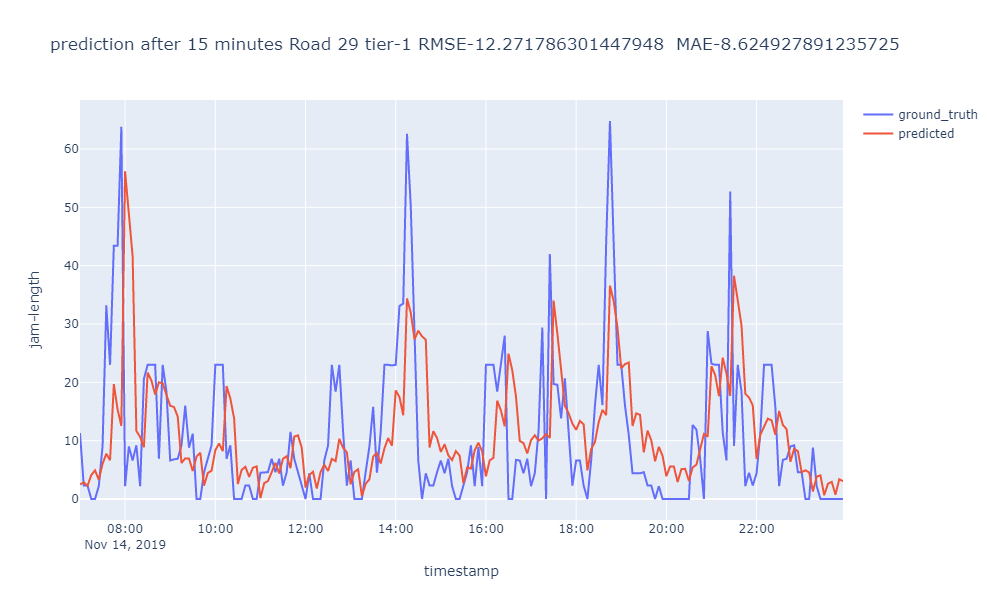 prediction after 15 minutes Road 29 tier-1 RMSE-12.271786301447948  MAE-8.624927891235725
ground_truth
predicted
60
50
40
30
20
10
0
jam-length
08:00 10:00 12:00 14:00 16:00 18:00 20:00 22:00
Nov 14, 2019
timestamp